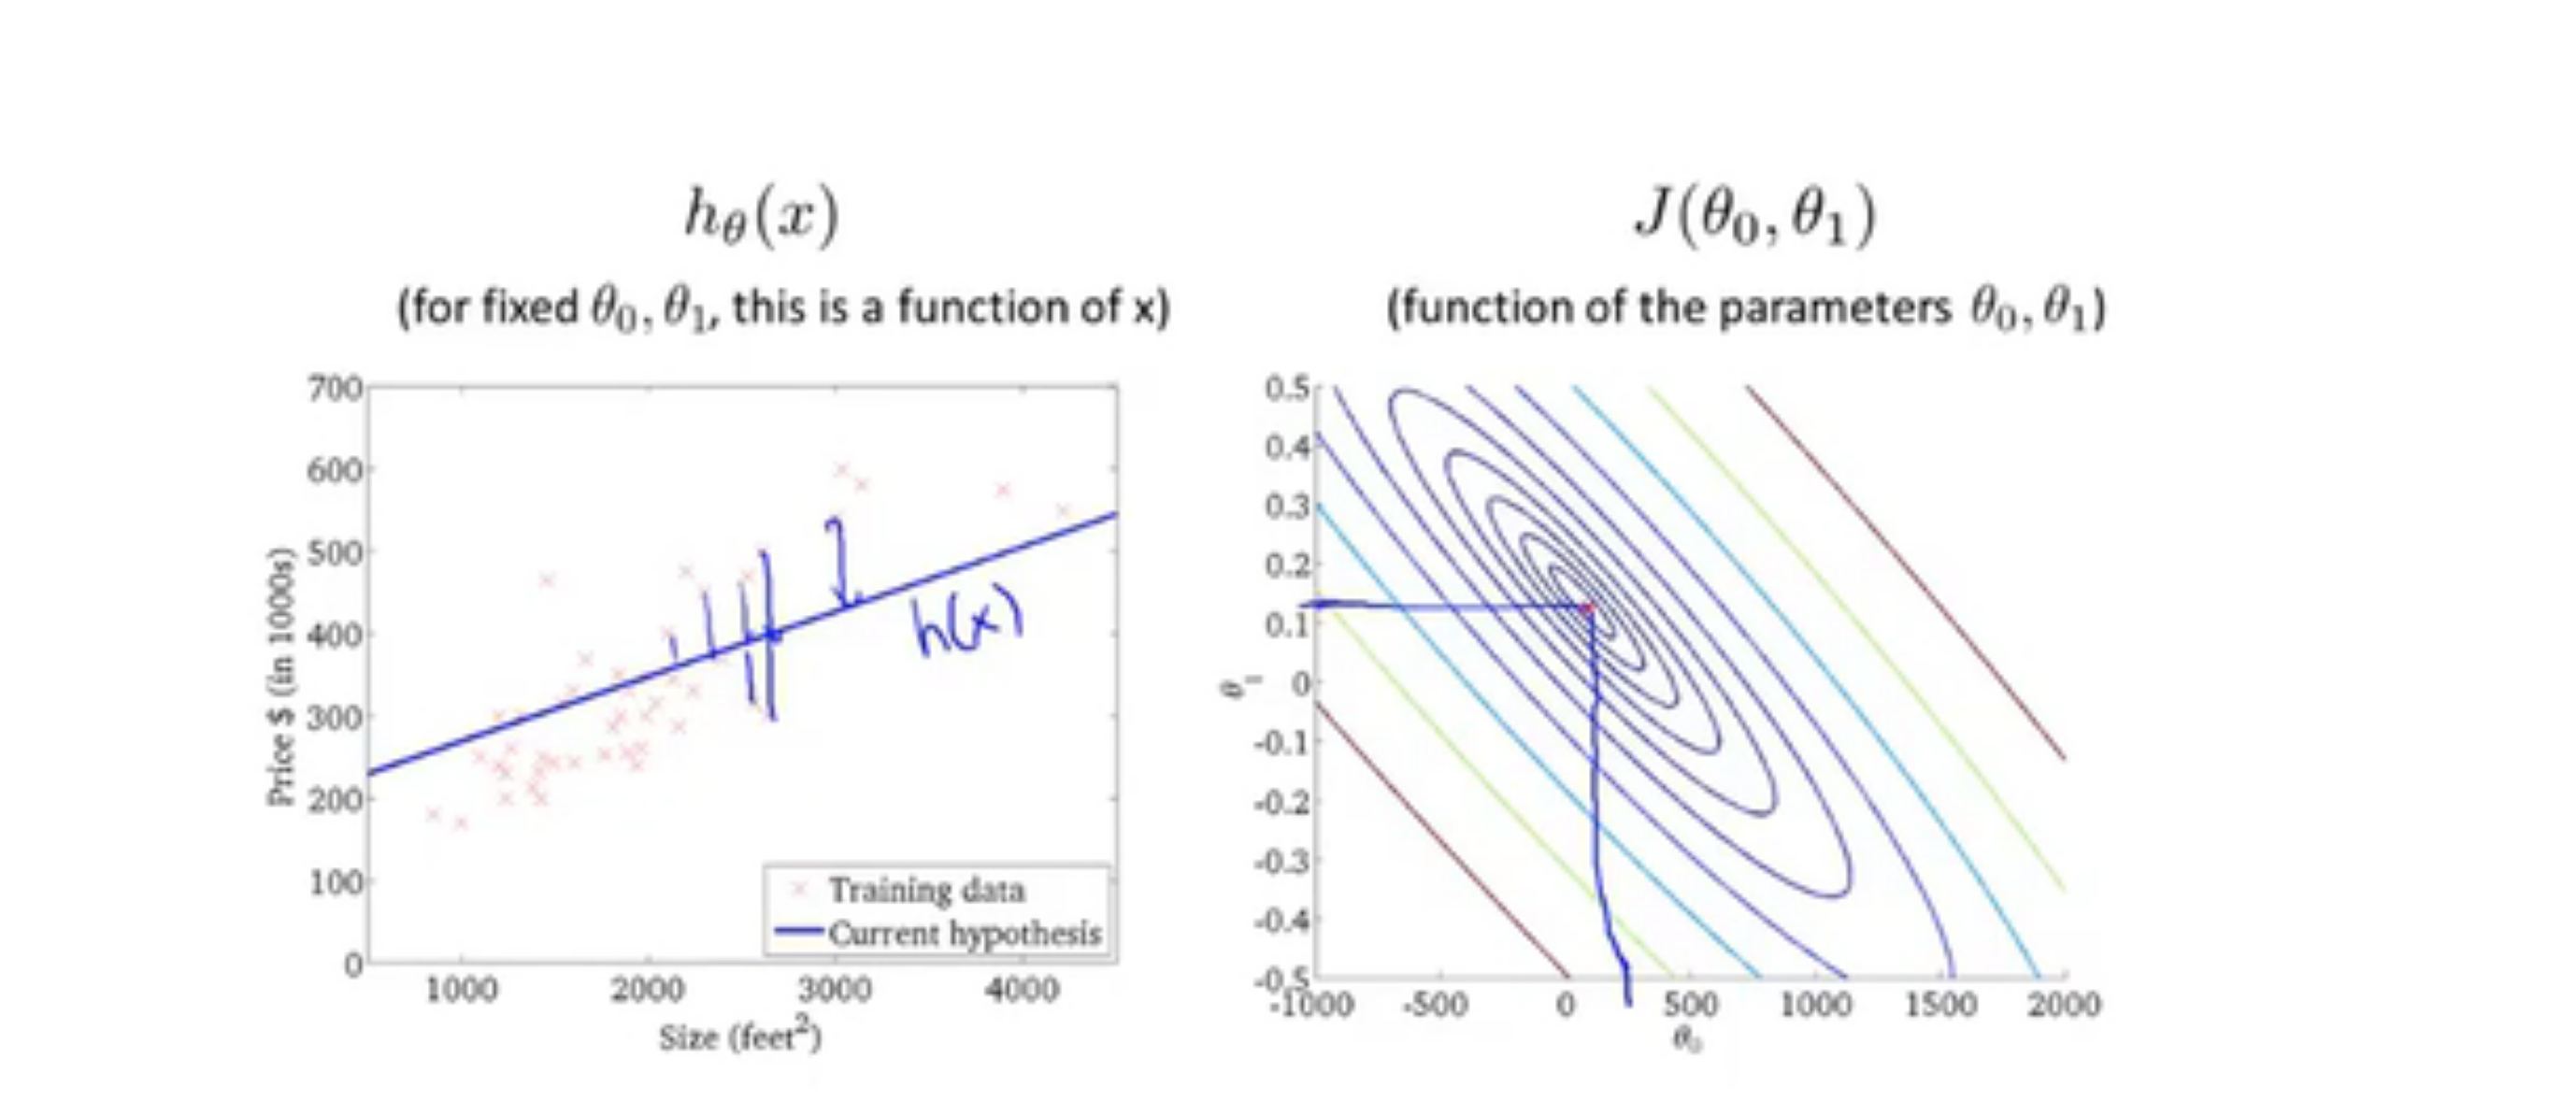 h_θ(x)
(for fixed θ₀, θ₁, this is a function of x)
700
600
500
400
300
200
100
0
Price $ (in 1000s)
h(x)
Training data
Current hypothesis
1000 2000 3000 4000
Size (feet²)
J(θ₀, θ₁)
(function of the parameters θ₀, θ₁)
0.5
0.4
0.3
0.2
0.1
0
-0.1
-0.2
-0.3
-0.4
-0.5
θ₁
-1000 -500 0 500 1000 1500 2000
θ₀